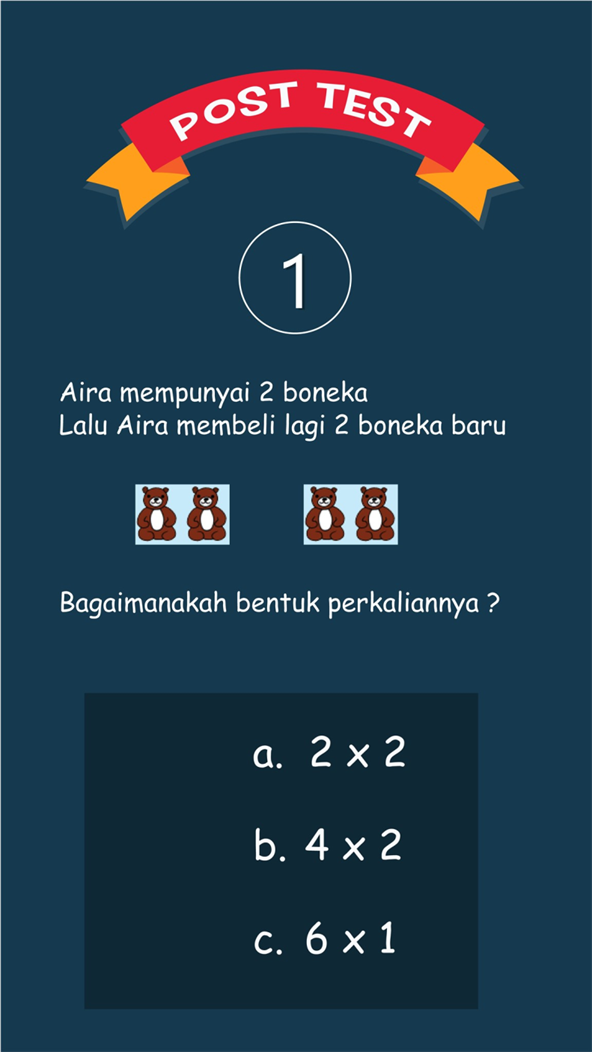 POST TEST
1
Aira mempunyai 2 boneka
Lalu Aira membeli lagi 2 boneka baru
Bagaimanakah bentuk perkaliannya ?
a. 2 x 2
b. 4 x 2
c. 6 x 1